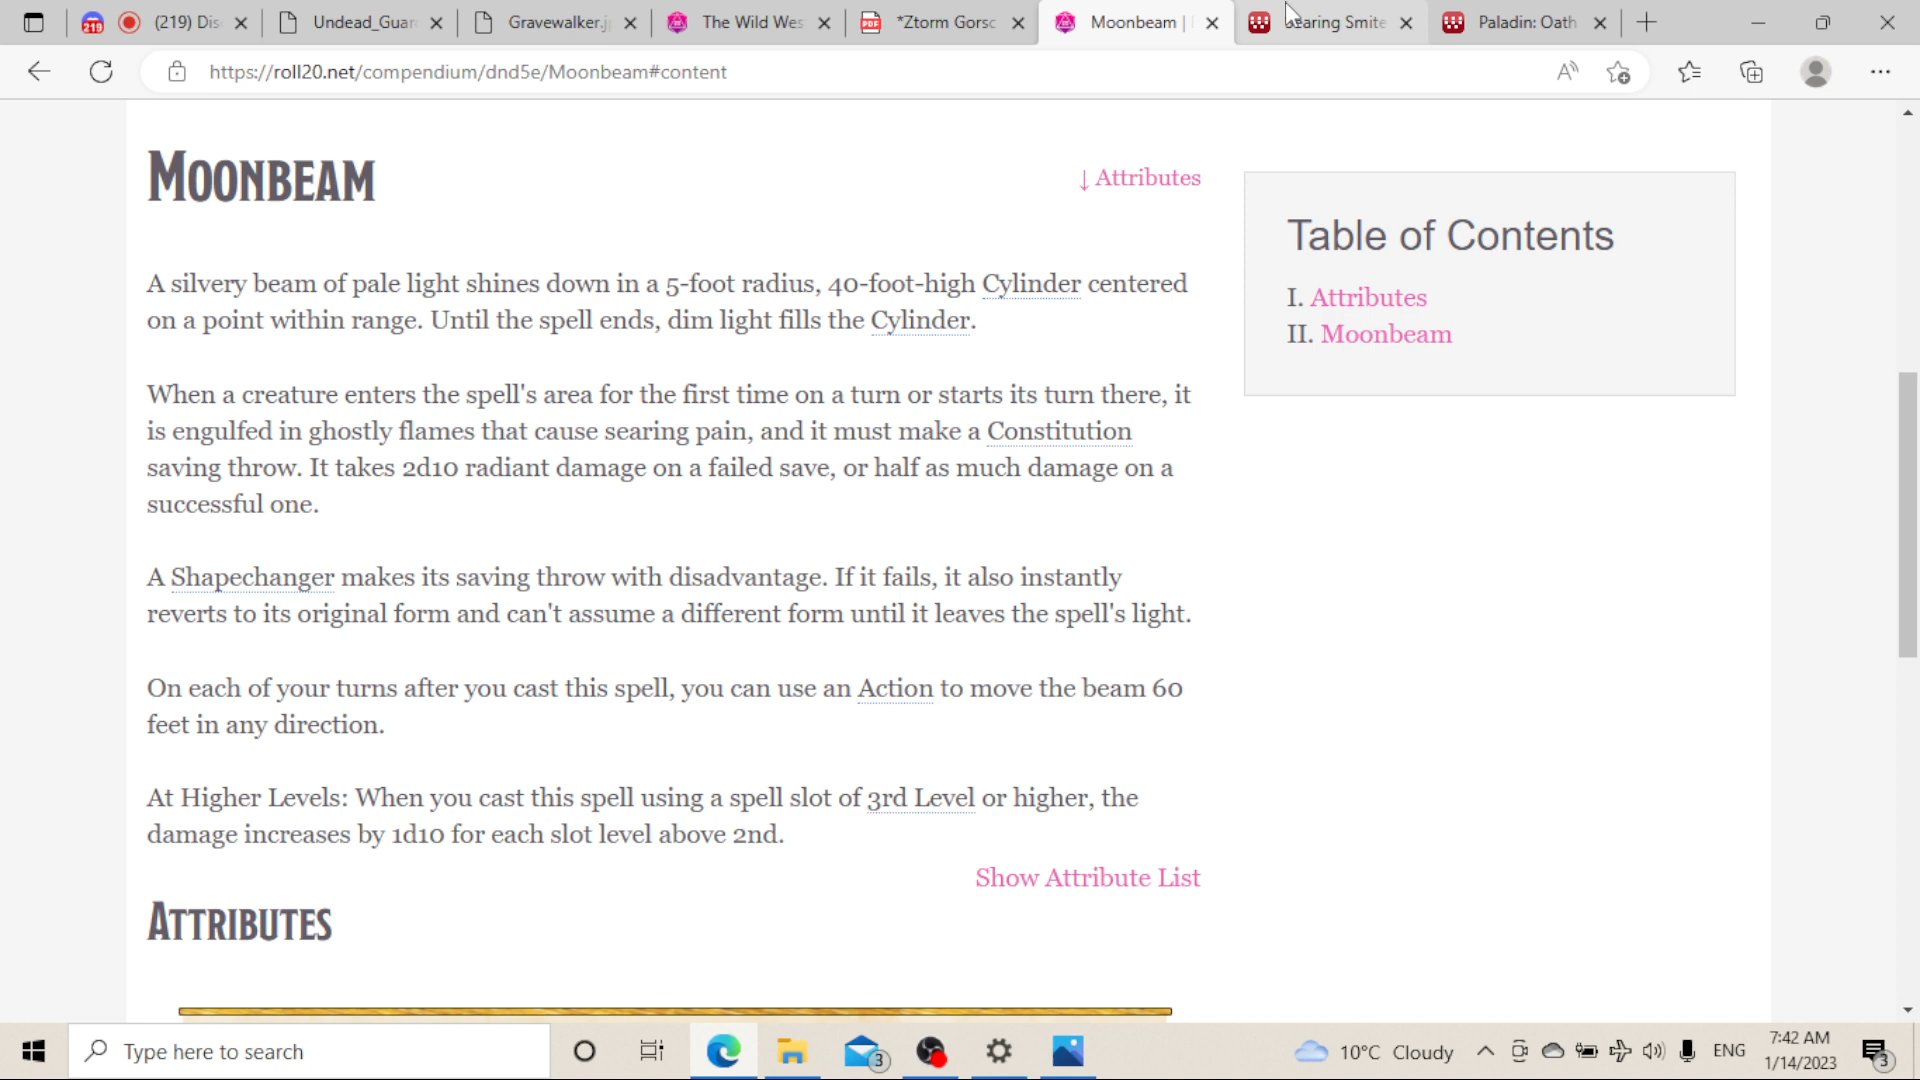 219 (219) Dis
Undead_Guar
Gravewalker.j
The Wild Wes
*Ztorm Gorsc
Moonbeam |
Searing Smite
Paladin: Oath
https://roll20.net/compendium/dnd5e/Moonbeam#content
MOONBEAM
↓ Attributes
A silvery beam of pale light shines down in a 5-foot radius, 40-foot-high Cylinder centered
on a point within range. Until the spell ends, dim light fills the Cylinder.
When a creature enters the spell's area for the first time on a turn or starts its turn there, it
is engulfed in ghostly flames that cause searing pain, and it must make a Constitution
saving throw. It takes 2d10 radiant damage on a failed save, or half as much damage on a
successful one.
A Shapechanger makes its saving throw with disadvantage. If it fails, it also instantly
reverts to its original form and can't assume a different form until it leaves the spell's light.
On each of your turns after you cast this spell, you can use an Action to move the beam 60
feet in any direction.
At Higher Levels: When you cast this spell using a spell slot of 3rd Level or higher, the
damage increases by 1d10 for each slot level above 2nd.
Show Attribute List
ATTRIBUTES
Table of Contents
I. Attributes
II. Moonbeam
Type here to search
3
10°C Cloudy
ENG
7:42 AM
1/14/2023
3